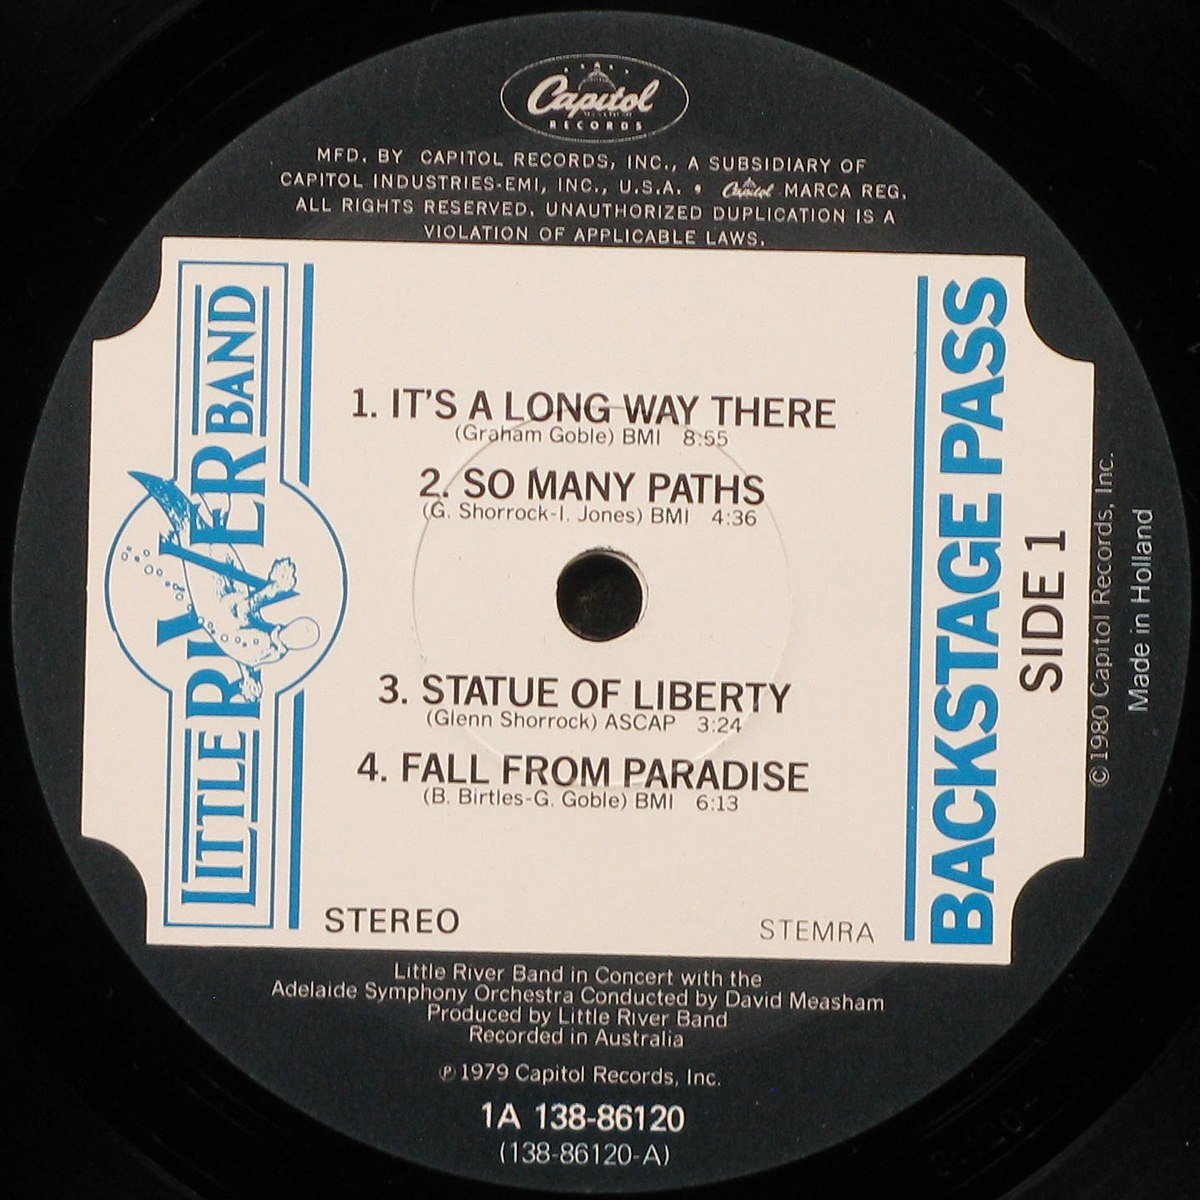 Capitol
RECORDS
MFD. BY CAPITOL RECORDS, INC., A SUBSIDIARY OF
CAPITOL INDUSTRIES-EMI, INC., U.S.A. • Capitol MARCA REG.
ALL RIGHTS RESERVED. UNAUTHORIZED DUPLICATION IS A
VIOLATION OF APPLICABLE LAWS.
LITTLE RIVER BAND
1. IT'S A LONG WAY THERE
(Graham Goble) BMI 8:55
2. SO MANY PATHS
(G. Shorrock-I. Jones) BMI 4:36
3. STATUE OF LIBERTY
(Glenn Shorrock) ASCAP 3:24
4. FALL FROM PARADISE
(B. Birtles-G. Goble) BMI 6:13
STEREO
STEMRA
BACKSTAGE PASS
SIDE 1
©1980 Capitol Records, Inc.
Made in Holland
Little River Band in Concert with the
Adelaide Symphony Orchestra Conducted by David Measham
Produced by Little River Band
Recorded in Australia
℗ 1979 Capitol Records, Inc.
1A 138-86120
(138-86120-A)